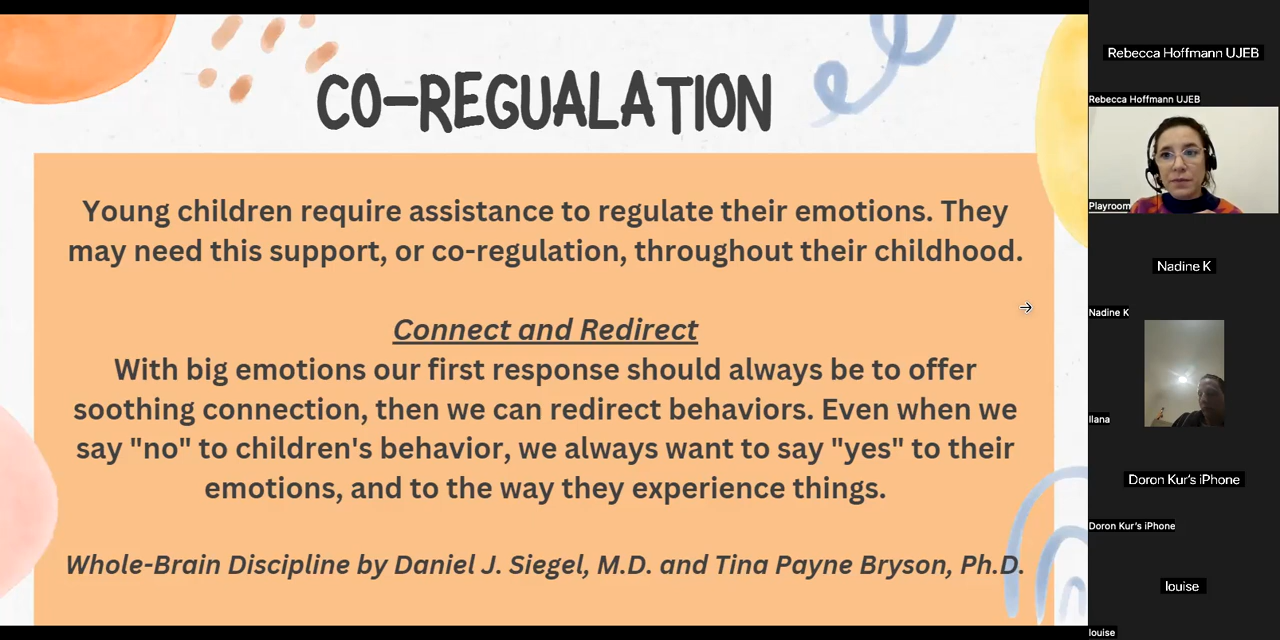 CO-REGUALATION
Young children require assistance to regulate their emotions. They
may need this support, or co-regulation, throughout their childhood.
Connect and Redirect
With big emotions our first response should always be to offer
soothing connection, then we can redirect behaviors. Even when we
say "no" to children's behavior, we always want to say "yes" to their
emotions, and to the way they experience things.
Whole-Brain Discipline by Daniel J. Siegel, M.D. and Tina Payne Bryson, Ph.D.
Rebecca Hoffmann UJEB
Rebecca Hoffmann UJEB
Playroom
Nadine K
Nadine K
Ilana
Doron Kur's iPhone
Doron Kur's iPhone
louise
louise